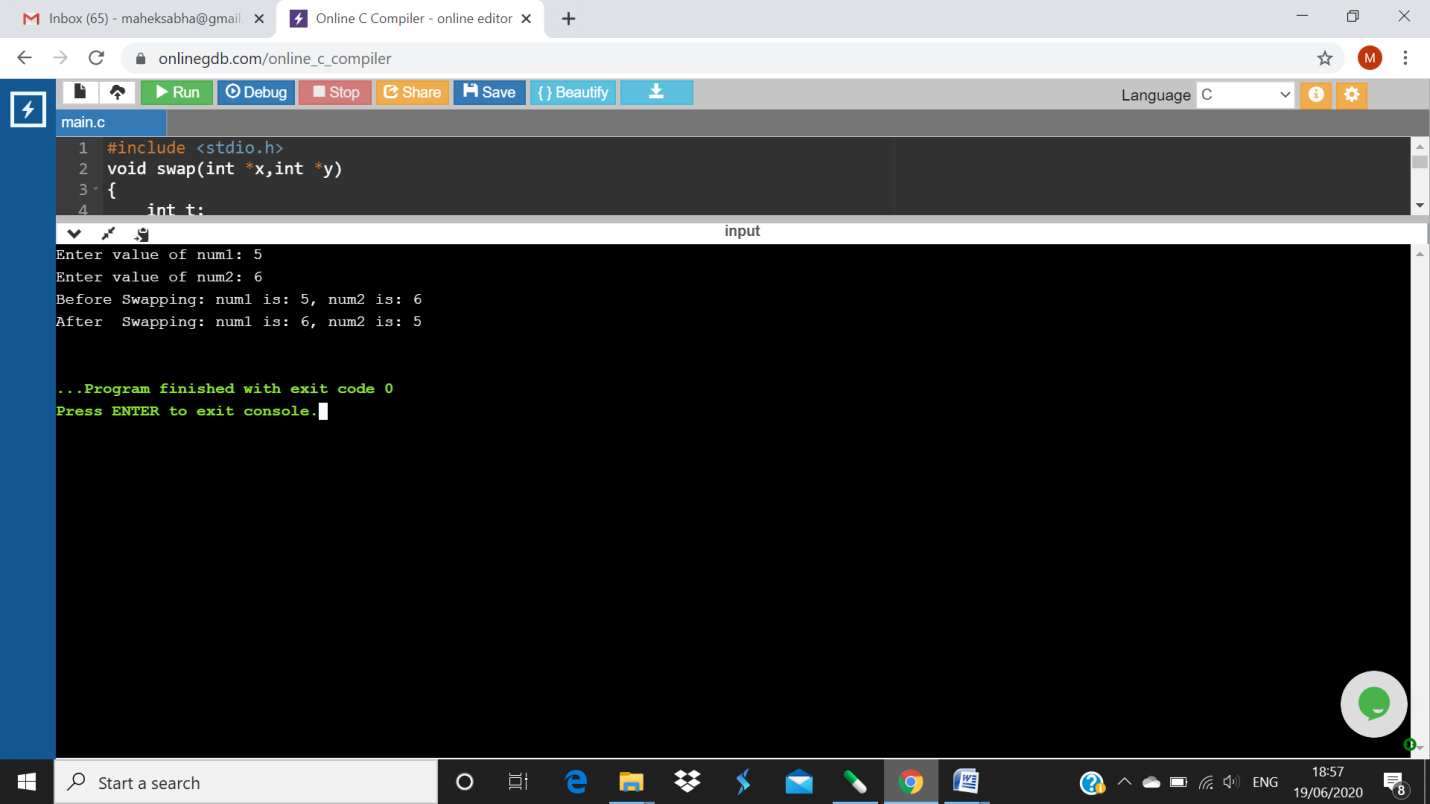 Inbox (65) - maheksabha@gmail.
Online C Compiler - online editor
onlinegdb.com/online_c_compiler
M
Run Debug Stop Share Save { } Beautify
Language C
main.c
1 #include <stdio.h>
2 void swap(int *x,int *y)
3 {
4 int t;
input
Enter value of num1: 5
Enter value of num2: 6
Before Swapping: num1 is: 5, num2 is: 6
After  Swapping: num1 is: 6, num2 is: 5
...Program finished with exit code 0
Press ENTER to exit console.
Start a search
ENG
18:57
19/06/2020
8